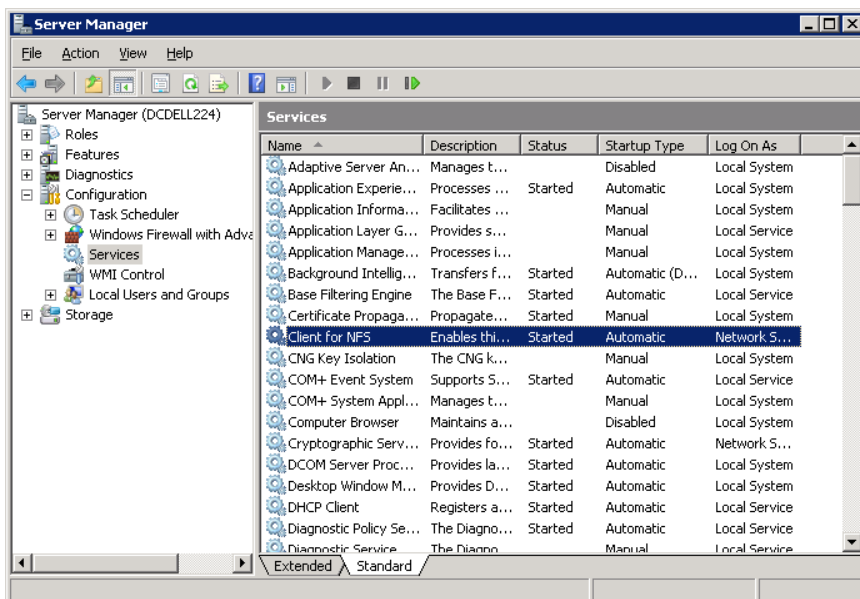 Server Manager
File Action View Help
Server Manager (DCDELL224)
Roles
Features
Diagnostics
Configuration
Task Scheduler
Windows Firewall with Adva
Services
WMI Control
Local Users and Groups
Storage
Services
Name Description Status Startup Type Log On As
Adaptive Server An... Manages t... Disabled Local System
Application Experie... Processes ... Started Automatic Local System
Application Informa... Facilitates ... Manual Local System
Application Layer G... Provides s... Manual Local Service
Application Manage... Processes i... Manual Local System
Background Intellig... Transfers f... Started Automatic (D... Local System
Base Filtering Engine The Base F... Started Automatic Local Service
Certificate Propaga... Propagate... Started Manual Local System
Client for NFS Enables thi... Started Automatic Network S...
CNG Key Isolation The CNG k... Manual Local System
COM+ Event System Supports S... Started Automatic Local Service
COM+ System Appl... Manages t... Manual Local System
Computer Browser Maintains a... Disabled Local System
Cryptographic Serv... Provides fo... Started Automatic Network S...
DCOM Server Proc... Provides la... Started Automatic Local System
Desktop Window M... Provides D... Started Automatic Local System
DHCP Client Registers a... Started Automatic Local Service
Diagnostic Policy Se... The Diagno... Started Automatic Local Service
Diagnostic Service The Diagno Manual Local Service
Extended Standard